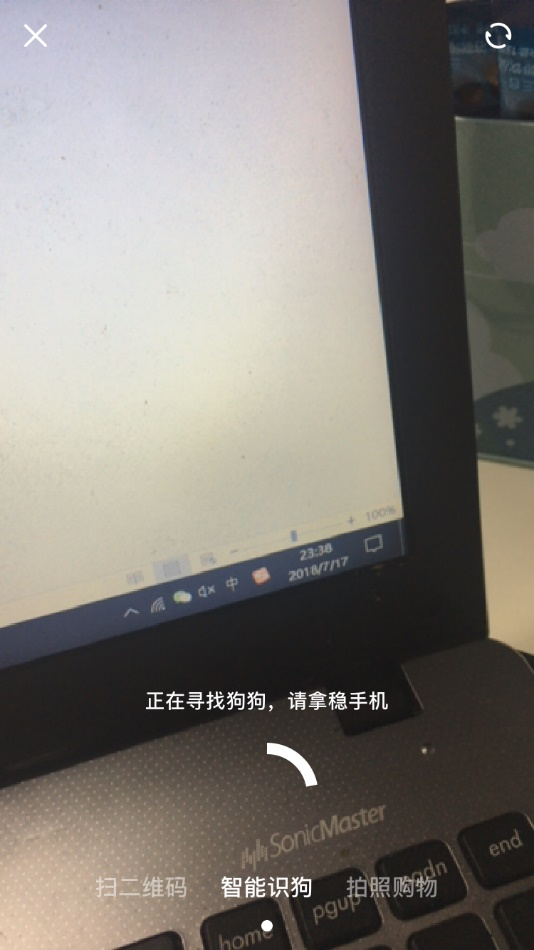 100%
23:38
中
2018/7/17
正在寻找狗狗，请拿稳手机
SonicMaster
扫二维码 智能识狗 拍照购物
end
pgdn
pgup
home